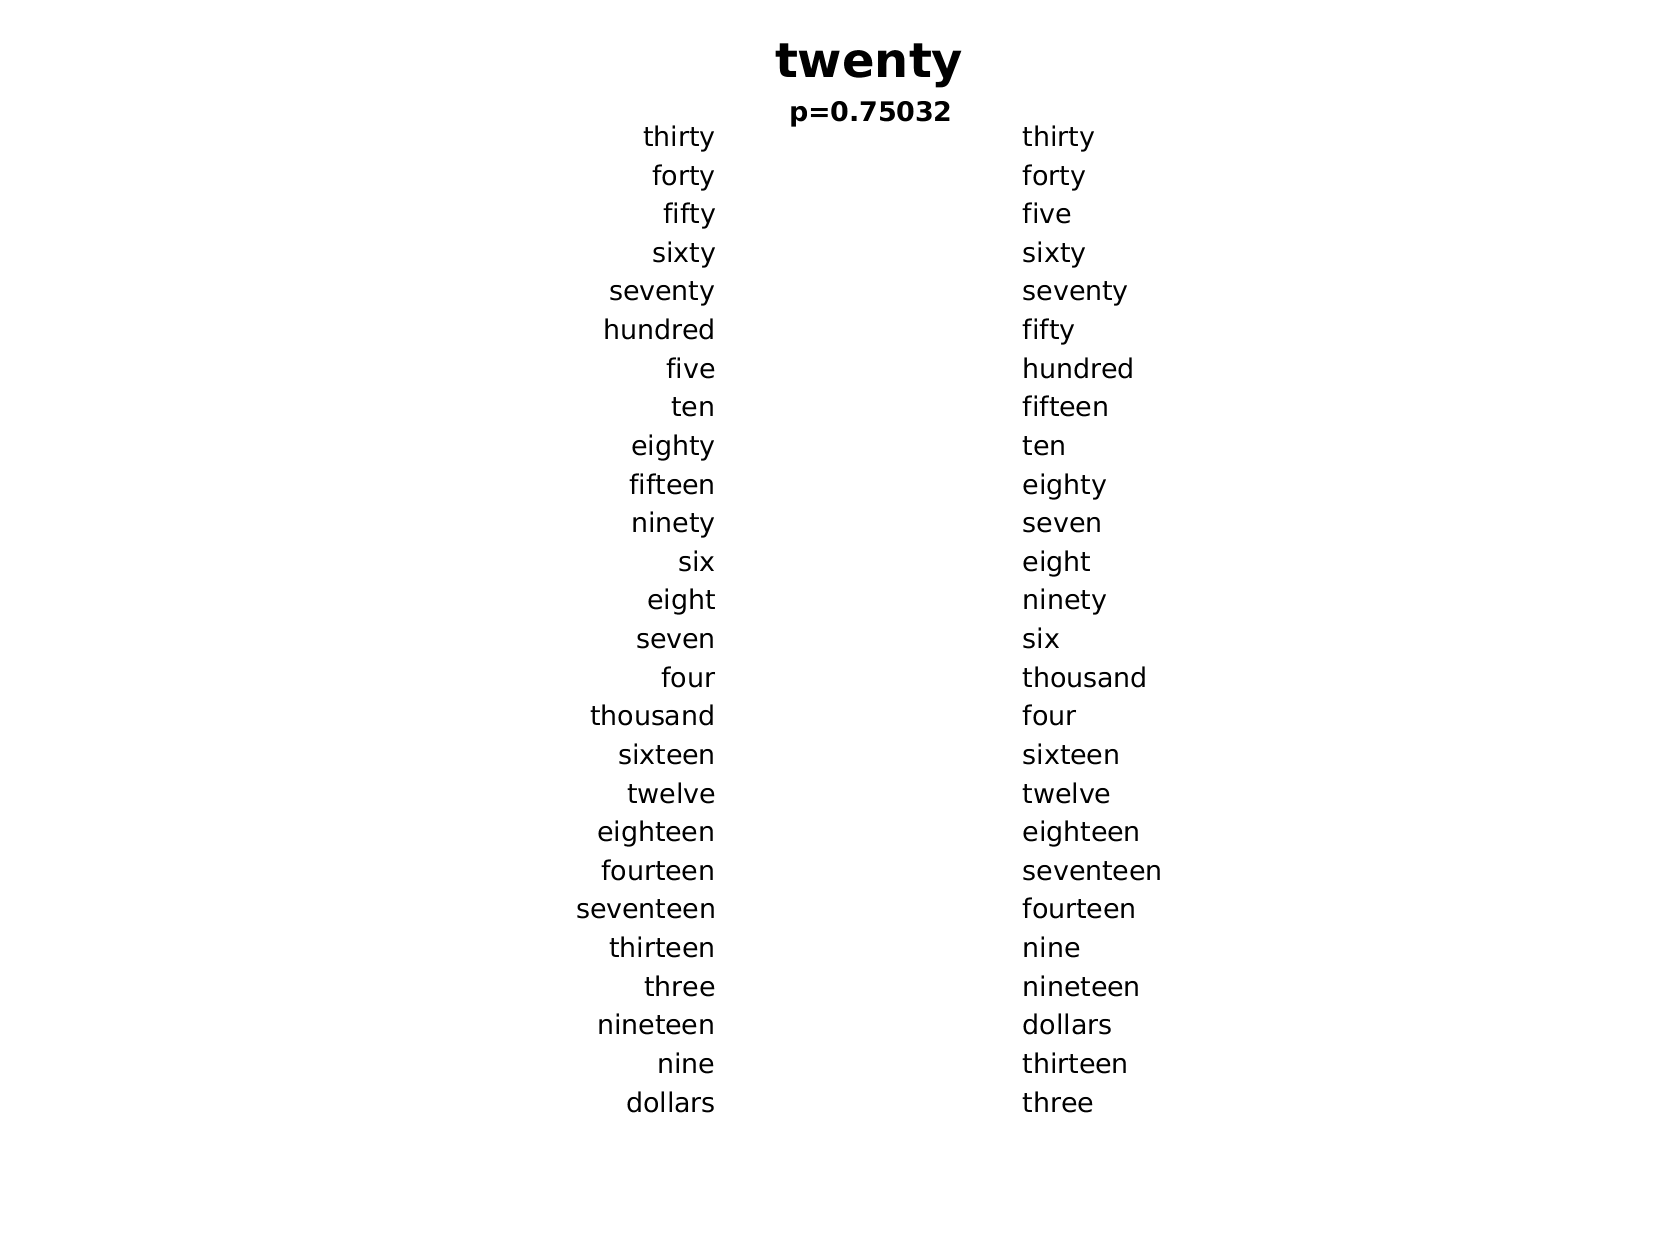 twenty
p=0.75032
thirty thirty
forty forty
fifty five
sixty sixty
seventy seventy
hundred fifty
five hundred
ten fifteen
eighty ten
fifteen eighty
ninety seven
six eight
eight ninety
seven six
four thousand
thousand four
sixteen sixteen
twelve twelve
eighteen eighteen
fourteen seventeen
seventeen fourteen
thirteen nine
three nineteen
nineteen dollars
nine thirteen
dollars three